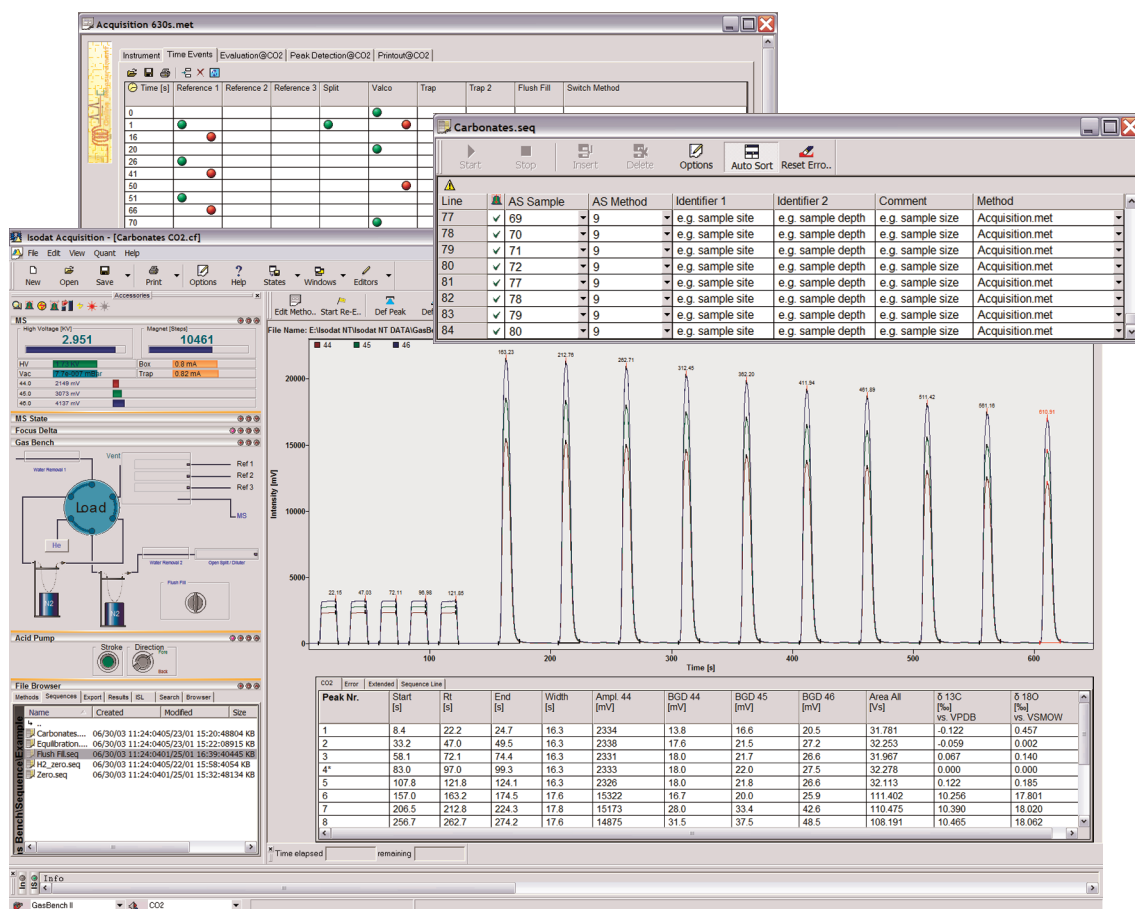 Acquisition 630s.met
Instrument Time Events Evaluation@CO2 Peak Detection@CO2 Printout@CO2
Time [s] Reference 1 Reference 2 Reference 3 Split Valco Trap Trap 2 Flush Fill Switch Method
0
1
16
20
26
41
50
51
66
70
Carbonates.seq
Start Stop Insert Delete Options Auto Sort Reset Erro..
Line AS Sample AS Method Identifier 1 Identifier 2 Comment Method
77 69 9 e.g. sample site e.g. sample depth e.g. sample size Acquisition.met
78 70 9 e.g. sample site e.g. sample depth e.g. sample size Acquisition.met
79 71 9 e.g. sample site e.g. sample depth e.g. sample size Acquisition.met
80 72 9 e.g. sample site e.g. sample depth e.g. sample size Acquisition.met
81 77 9 e.g. sample site e.g. sample depth e.g. sample size Acquisition.met
82 78 9 e.g. sample site e.g. sample depth e.g. sample size Acquisition.met
83 79 9 e.g. sample site e.g. sample depth e.g. sample size Acquisition.met
84 80 9 e.g. sample site e.g. sample depth e.g. sample size Acquisition.met
Isodat Acquisition - [Carbonates CO2.cf]
File Edit View Quant Help
New Open Save Print Options Help States Windows Editors
Accessories
Edit Metho.. Start Re-E.. Def Peak
MS
High Voltage [KV] Magnet [Steps]
2.951 10461
HV Box 0.8 mA
Vac Trap 0.82 mA
44.0 2149 mV
45.0 3073 mV
46.0 4137 mV
MS State
Focus Delta
Gas Bench
Water Removal 1
Vent
Ref 1
Ref 2
Ref 3
Load
MS
He
Water Removal 2 Open Split / Diluter
Flush Fill
N2
N2
Acid Pump
Stroke Direction
Back
File Browser
Methods Sequences Export Results ISL Search Browser
Name Created Modified Size
..
Carbonates.... 06/30/03 11:24:0405/23/01 15:20:48804 KB
Equilbration.... 06/30/03 11:24:0405/23/01 15:22:08915 KB
Flush Fill.seq 06/30/03 11:24:0401/25/01 16:39:40445 KB
H2_zero.seq 06/30/03 11:24:0405/22/01 15:58:4054 KB
Zero.seq 06/30/03 11:24:0401/25/01 15:32:48134 KB
s Bench\Sequence\Example
File Name: E:\Isodat NT\Isodat NT DATA\GasBe
44 45 46
Intensity [mV]
20000
15000
10000
5000
0
22,15 47,03 72,11 96,98 121,85 163,23 212,76 262,71 312,45 362,20 411,94 461,69 511,42 561,16 610,91
100 200 300 400 500 600
Time [s]
CO2 Error Extended Sequence Line
Peak Nr. Start [s] Rt [s] End [s] Width [s] Ampl. 44 [mV] BGD 44 [mV] BGD 45 [mV] BGD 46 [mV] Area All [Vs] δ 13C [‰] vs. VPDB δ 18O [‰] vs. VSMOW
1 8.4 22.2 24.7 16.3 2334 13.8 16.6 20.5 31.781 -0.122 0.457
2 33.2 47.0 49.5 16.3 2338 17.6 21.5 27.2 32.253 -0.059 0.002
3 58.1 72.1 74.4 16.3 2331 18.0 21.7 26.6 31.967 0.067 0.140
4* 83.0 97.0 99.3 16.3 2333 18.0 22.0 27.5 32.278 0.000 0.000
5 107.8 121.8 124.1 16.3 2326 18.0 21.8 26.6 32.113 0.122 0.185
6 157.0 163.2 174.5 17.6 15322 16.7 20.0 25.9 111.402 10.256 17.801
7 206.5 212.8 224.3 17.8 15173 28.0 33.4 42.6 110.475 10.390 18.020
8 256.7 262.7 274.2 17.6 14875 31.5 37.5 48.5 108.191 10.465 18.062
Time elapsed remaining
Info
GasBench II CO2